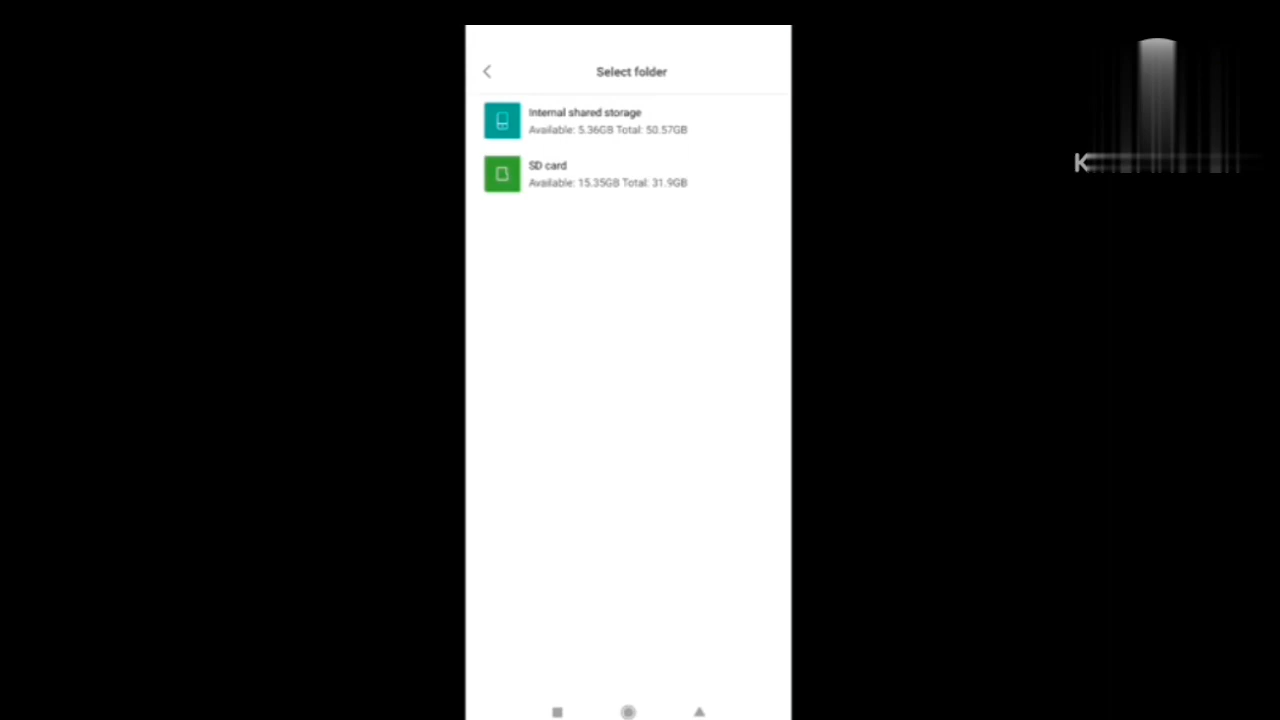 Select folder
Internal shared storage
Available: 5.36GB Total: 50.57GB
SD card
Available: 15.35GB Total: 31.9GB
K